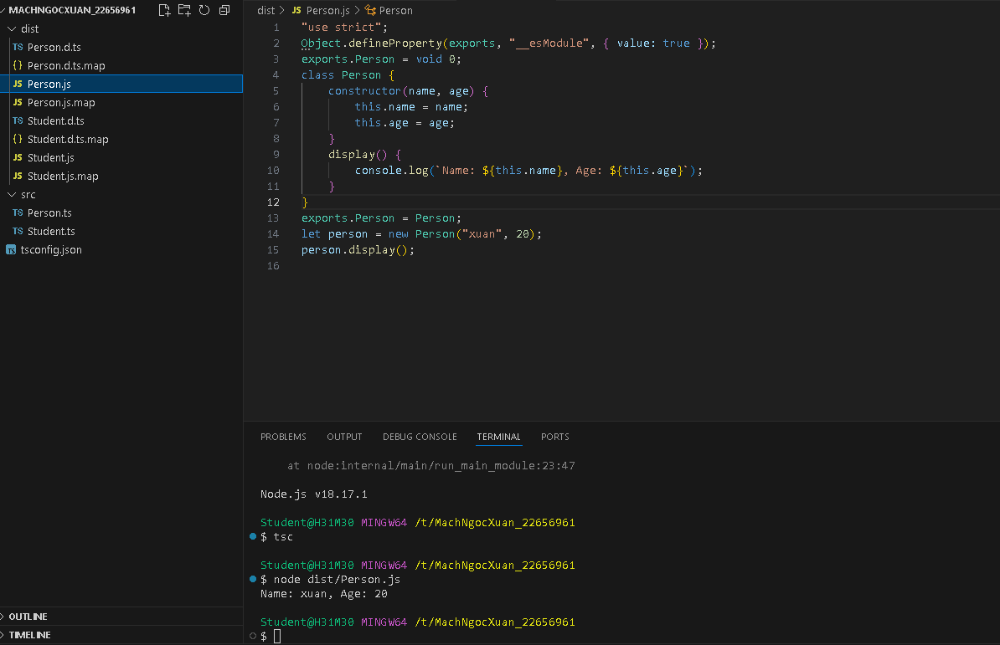 MACHNGOCXUAN_22656961
dist
TS Person.d.ts
{} Person.d.ts.map
JS Person.js
JS Person.js.map
TS Student.d.ts
{} Student.d.ts.map
JS Student.js
JS Student.js.map
src
TS Person.ts
TS Student.ts
TS tsconfig.json
OUTLINE
TIMELINE
dist > JS Person.js > Person
1 "use strict";
2 Object.defineProperty(exports, "__esModule", { value: true });
3 exports.Person = void 0;
4 class Person {
5 constructor(name, age) {
6 this.name = name;
7 this.age = age;
8 }
9 display() {
10 console.log(`Name: ${this.name}, Age: ${this.age}`);
11 }
12 }
13 exports.Person = Person;
14 let person = new Person("xuan", 20);
15 person.display();
16
PROBLEMS OUTPUT DEBUG CONSOLE TERMINAL PORTS
at node:internal/main/run_main_module:23:47
Node.js v18.17.1
Student@H31M30 MINGW64 /t/MachNgocXuan_22656961
$ tsc
Student@H31M30 MINGW64 /t/MachNgocXuan_22656961
$ node dist/Person.js
Name: xuan, Age: 20
Student@H31M30 MINGW64 /t/MachNgocXuan_22656961
$